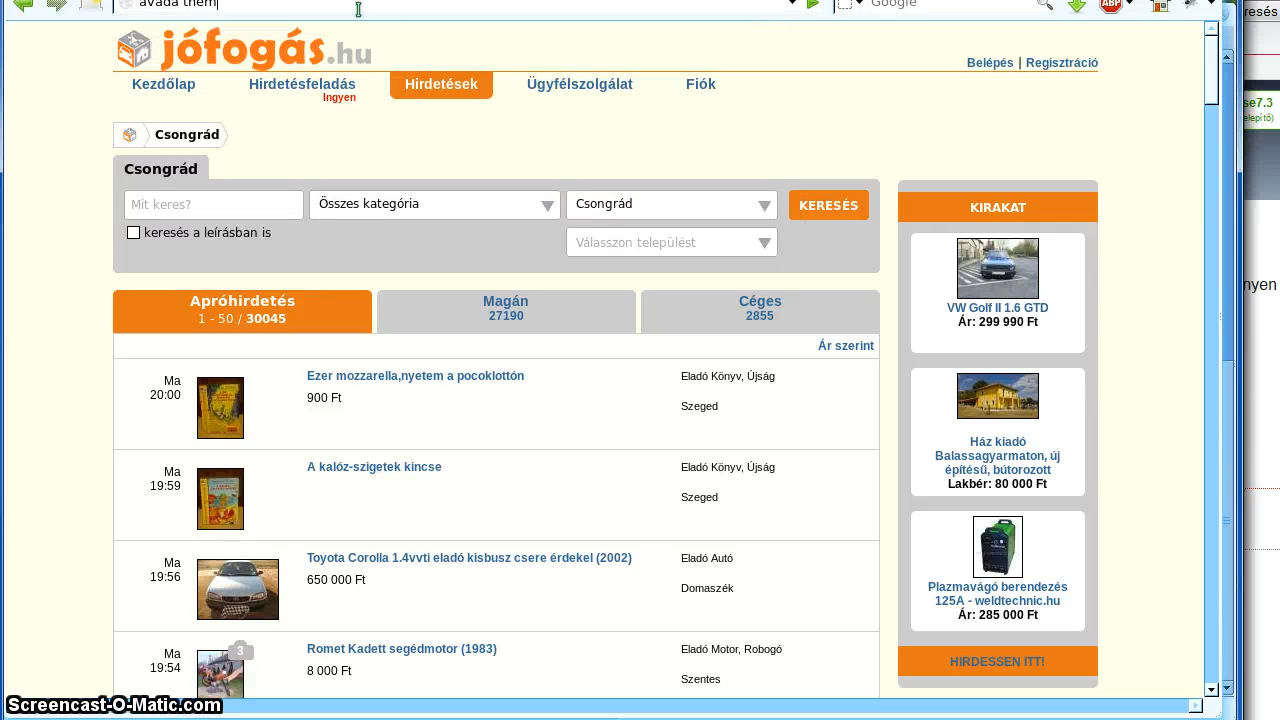 avada them
Google
ABP
resés
jófogás.hu
Belépés | Regisztráció
Kezdőlap
Hirdetésfeladás
Ingyen
Hirdetések
Ügyfélszolgálat
Fiók
se7.3
elepítő)
Csongrád
Csongrád
Mit keres?
Összes kategória
Csongrád
KERESÉS
keresés a leírásban is
Válasszon települést
nyen
Apróhirdetés
1 - 50 / 30045
Magán
27190
Céges
2855
Ár szerint
Ma
20:00
Ezer mozzarella,nyetem a pocoklottón
900 Ft
Eladó Könyv, Újság
Szeged
Ma
19:59
A kalóz-szigetek kincse
Eladó Könyv, Újság
Szeged
Ma
19:56
Toyota Corolla 1.4vvti eladó kisbusz csere érdekel (2002)
650 000 Ft
Eladó Autó
Domaszék
Ma
19:54
3
Romet Kadett segédmotor (1983)
8 000 Ft
Eladó Motor, Robogó
Szentes
KIRAKAT
VW Golf II 1.6 GTD
Ár: 299 990 Ft
Ház kiadó
Balassagyarmaton, új
építésű, bútorozott
Lakbér: 80 000 Ft
Plazmavágó berendezés
125A - weldtechnic.hu
Ár: 285 000 Ft
HIRDESSEN ITT!
Screencast-O-Matic.com